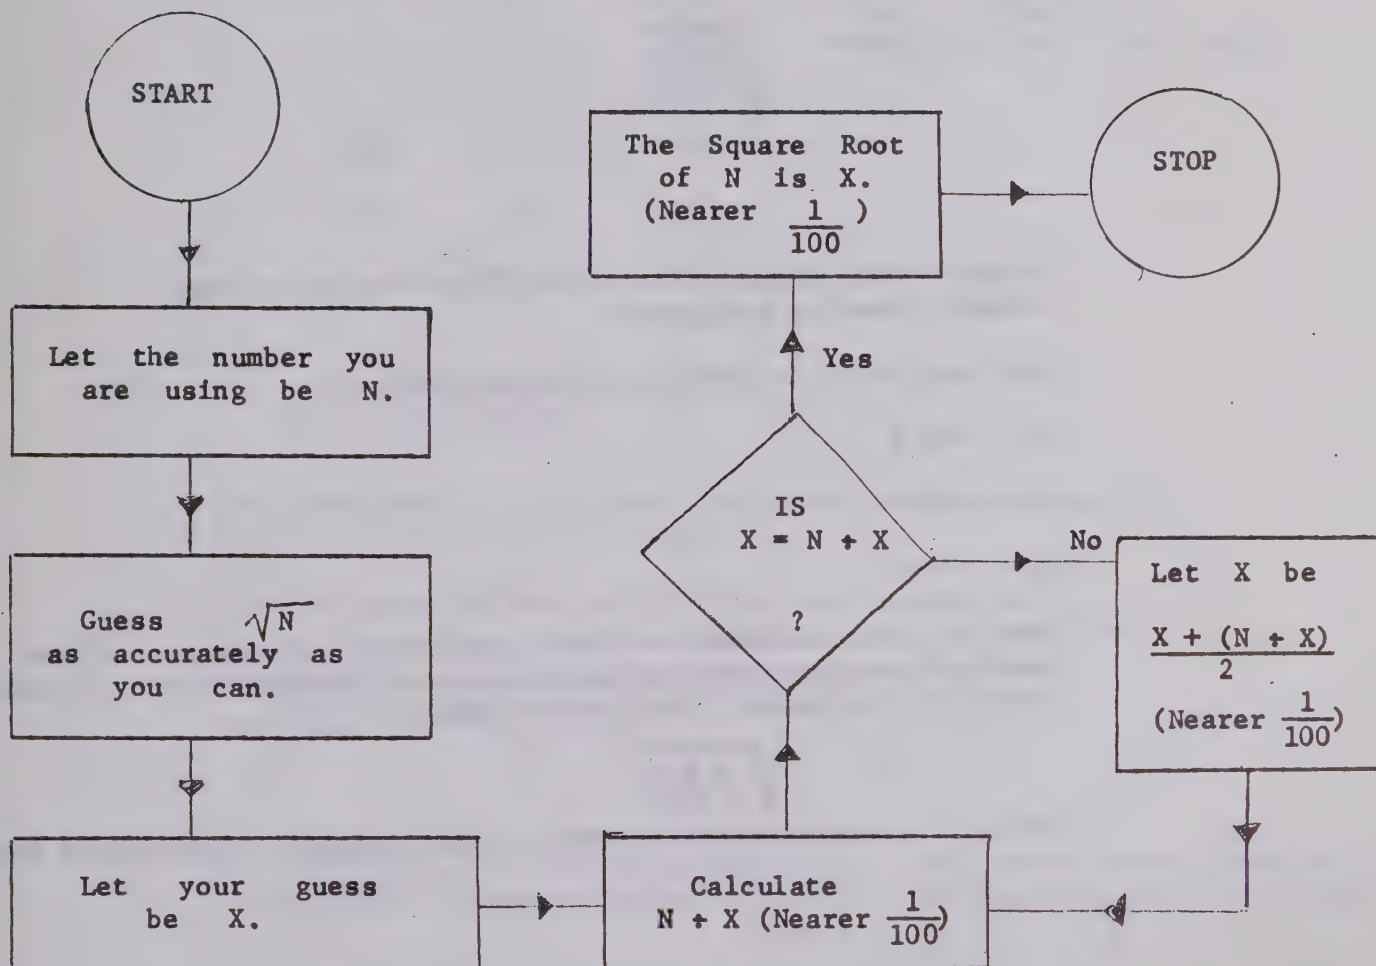 START
Let the number you
are using be N.
Guess √N
as accurately as
you can.
Let your guess
be X.
Calculate
N ÷ X (Nearer 1/100)
IS
X = N ÷ X
?
Yes
The Square Root
of N is X.
(Nearer 1/100)
STOP
No
Let X be
X + (N ÷ X)
2
(Nearer 1/100)